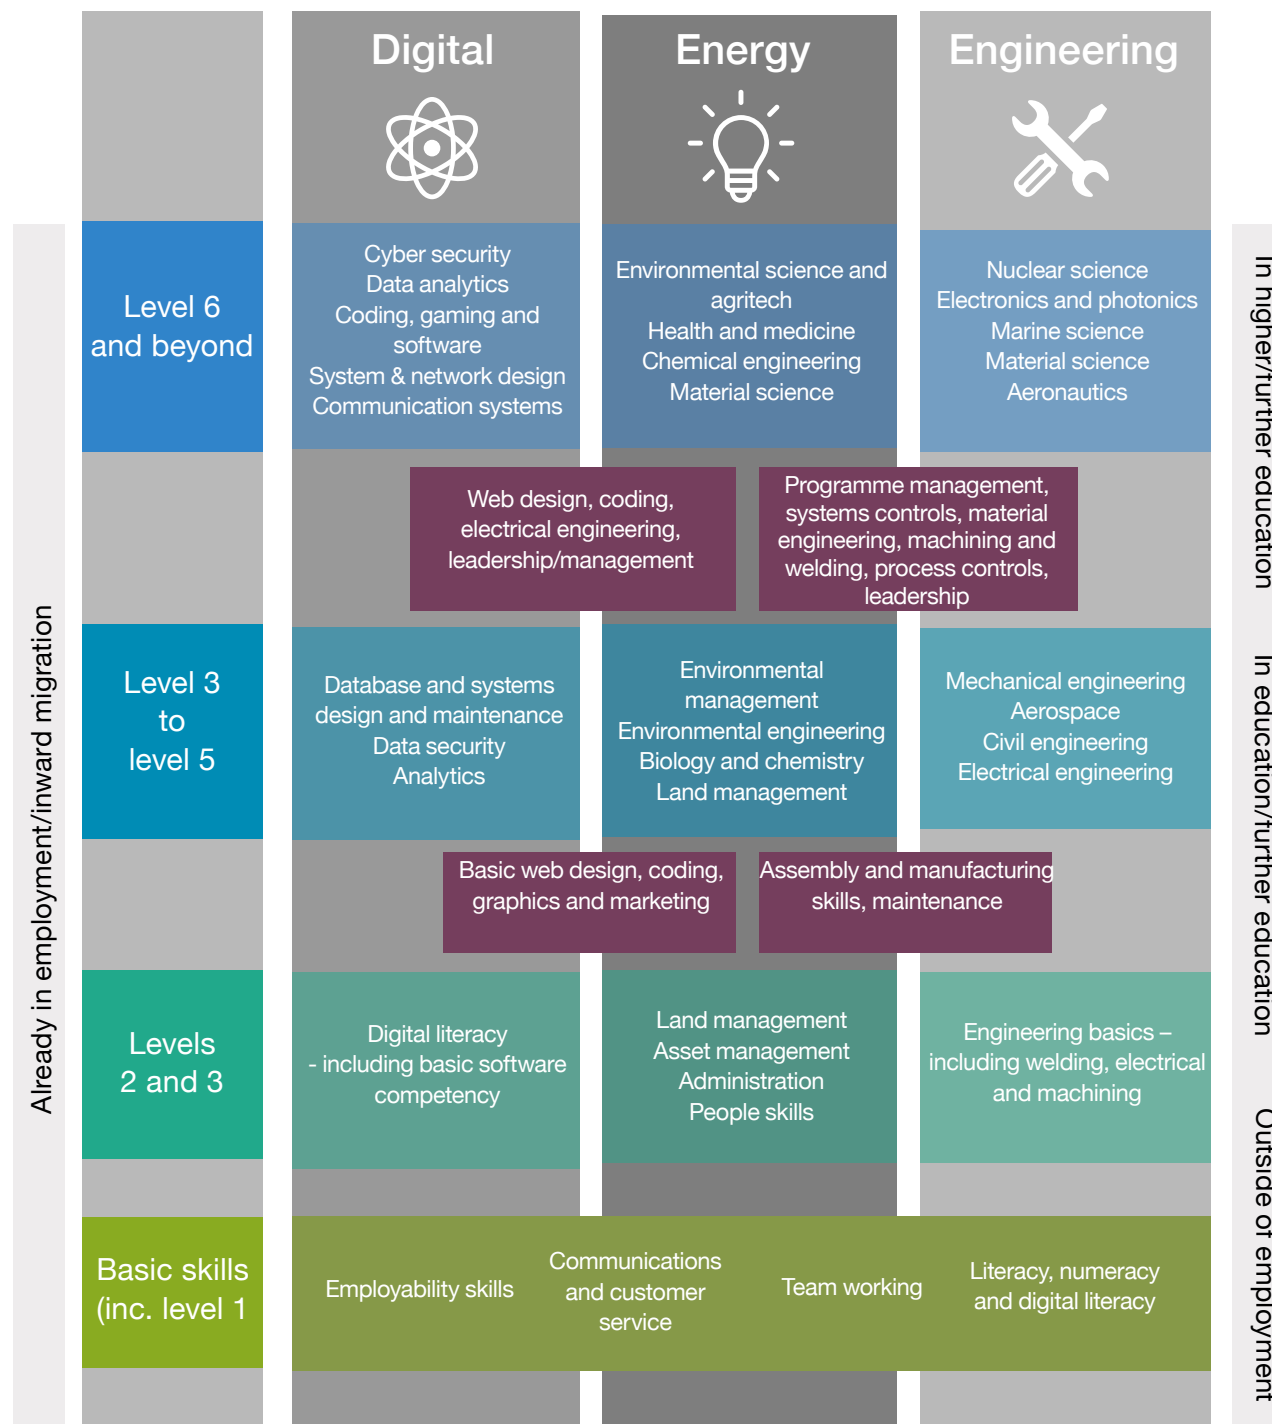 Digital
Energy
Engineering
Level 6
and beyond
Cyber security
Data analytics
Coding, gaming and
software
System & network design
Communication systems
Environmental science and
agritech
Health and medicine
Chemical engineering
Material science
Nuclear science
Electronics and photonics
Marine science
Material science
Aeronautics
Web design, coding,
electrical engineering,
leadership/management
Programme management,
systems controls, material
engineering, machining and
welding, process controls,
leadership
Level 3
to
level 5
Database and systems
design and maintenance
Data security
Analytics
Environmental
management
Environmental engineering
Biology and chemistry
Land management
Mechanical engineering
Aerospace
Civil engineering
Electrical engineering
Basic web design, coding,
graphics and marketing
Assembly and manufacturing
skills, maintenance
Levels
2 and 3
Digital literacy
- including basic software
competency
Land management
Asset management
Administration
People skills
Engineering basics –
including welding, electrical
and machining
Basic skills
(inc. level 1
Employability skills
Communications
and customer
service
Team working
Literacy, numeracy
and digital literacy
Already in employment/inward migration
In higher/further education
In education/further education
Outside of employment